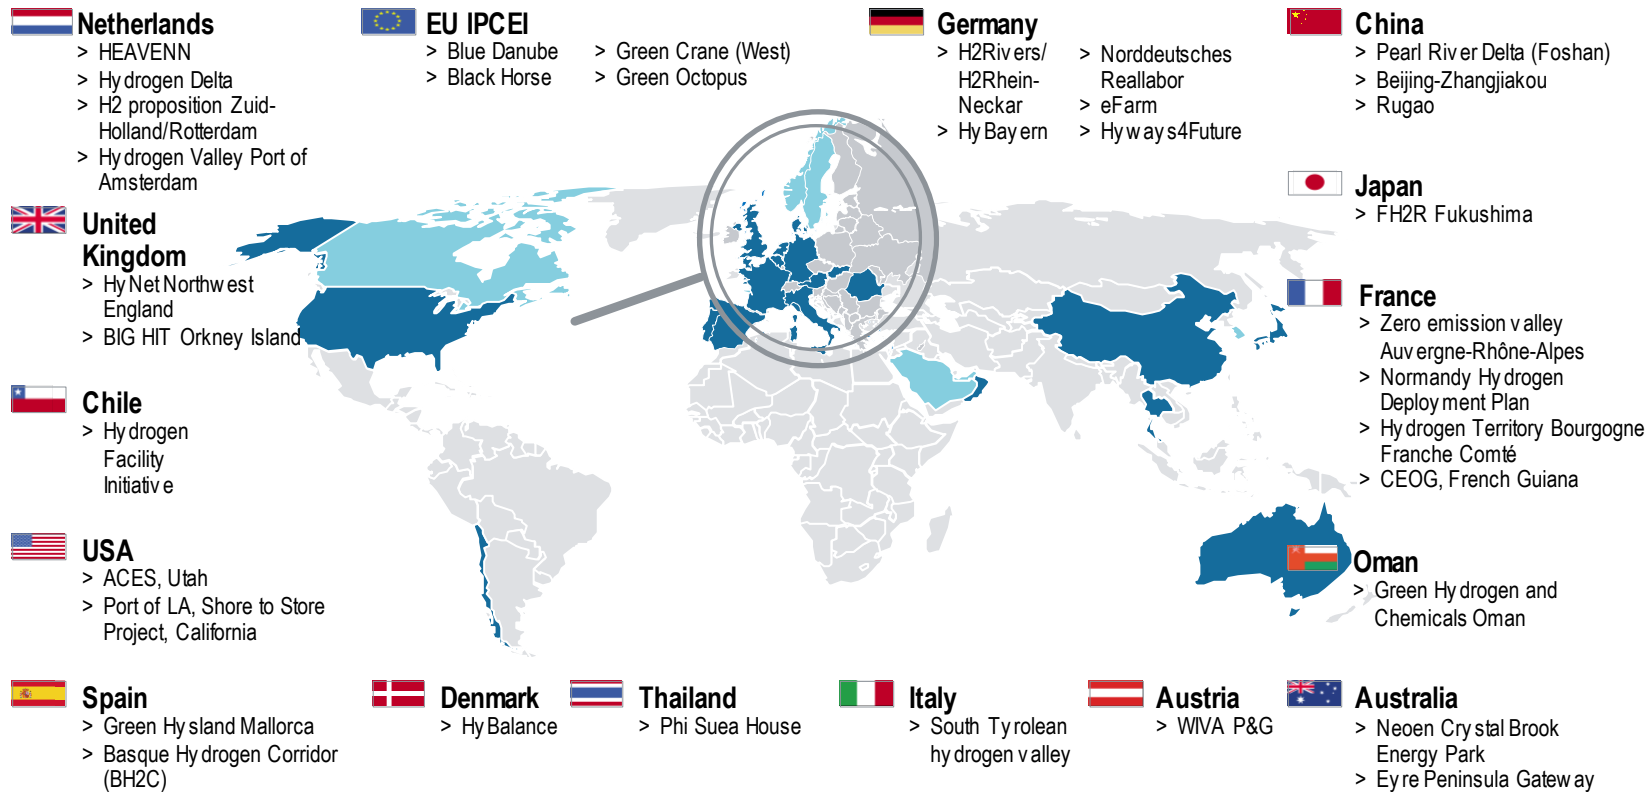 Netherlands
> HEAVENN
> Hydrogen Delta
> H2 proposition Zuid-
Holland/Rotterdam
> Hydrogen Valley Port of
Amsterdam
EU IPCEI
> Blue Danube
> Black Horse
> Green Crane (West)
> Green Octopus
Germany
> H2Rivers/
H2Rhein-
Neckar
> HyBayern
> Norddeutsches
Reallabor
> eFarm
> Hyways4Future
China
> Pearl River Delta (Foshan)
> Beijing-Zhangjiakou
> Rugao
Japan
> FH2R Fukushima
United
Kingdom
> HyNet Northwest
England
> BIG HIT Orkney Island
France
> Zero emission valley
Auvergne-Rhône-Alpes
> Normandy Hydrogen
Deployment Plan
> Hydrogen Territory Bourgogne
Franche Comté
> CEOG, French Guiana
Chile
> Hydrogen
Facility
Initiative
USA
> ACES, Utah
> Port of LA, Shore to Store
Project, California
Oman
> Green Hydrogen and
Chemicals Oman
Spain
> Green Hysland Mallorca
> Basque Hydrogen Corridor
(BH2C)
Denmark
> HyBalance
Thailand
> Phi Suea House
Italy
> South Tyrolean
hydrogen valley
Austria
> WIVA P&G
Australia
> Neoen Crystal Brook
Energy Park
> Eyre Peninsula Gateway